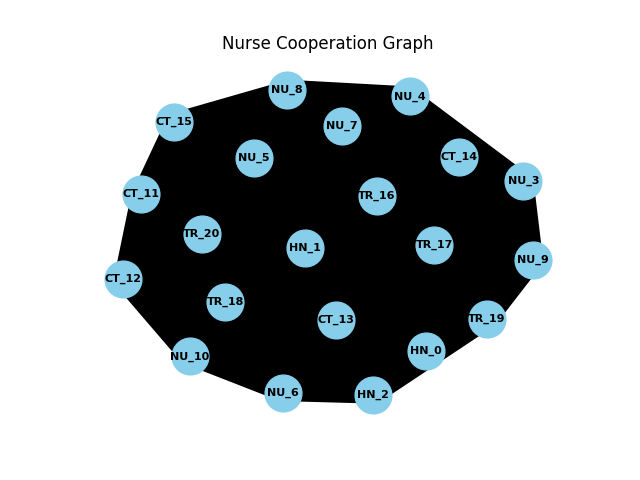 Nurse Cooperation Graph
NU_8
NU_4
CT_15
NU_7
NU_5
CT_14
NU_3
CT_11
TR_16
TR_20
HN_1
TR_17
NU_9
CT_12
TR_18
CT_13
TR_19
NU_10
HN_0
NU_6
HN_2